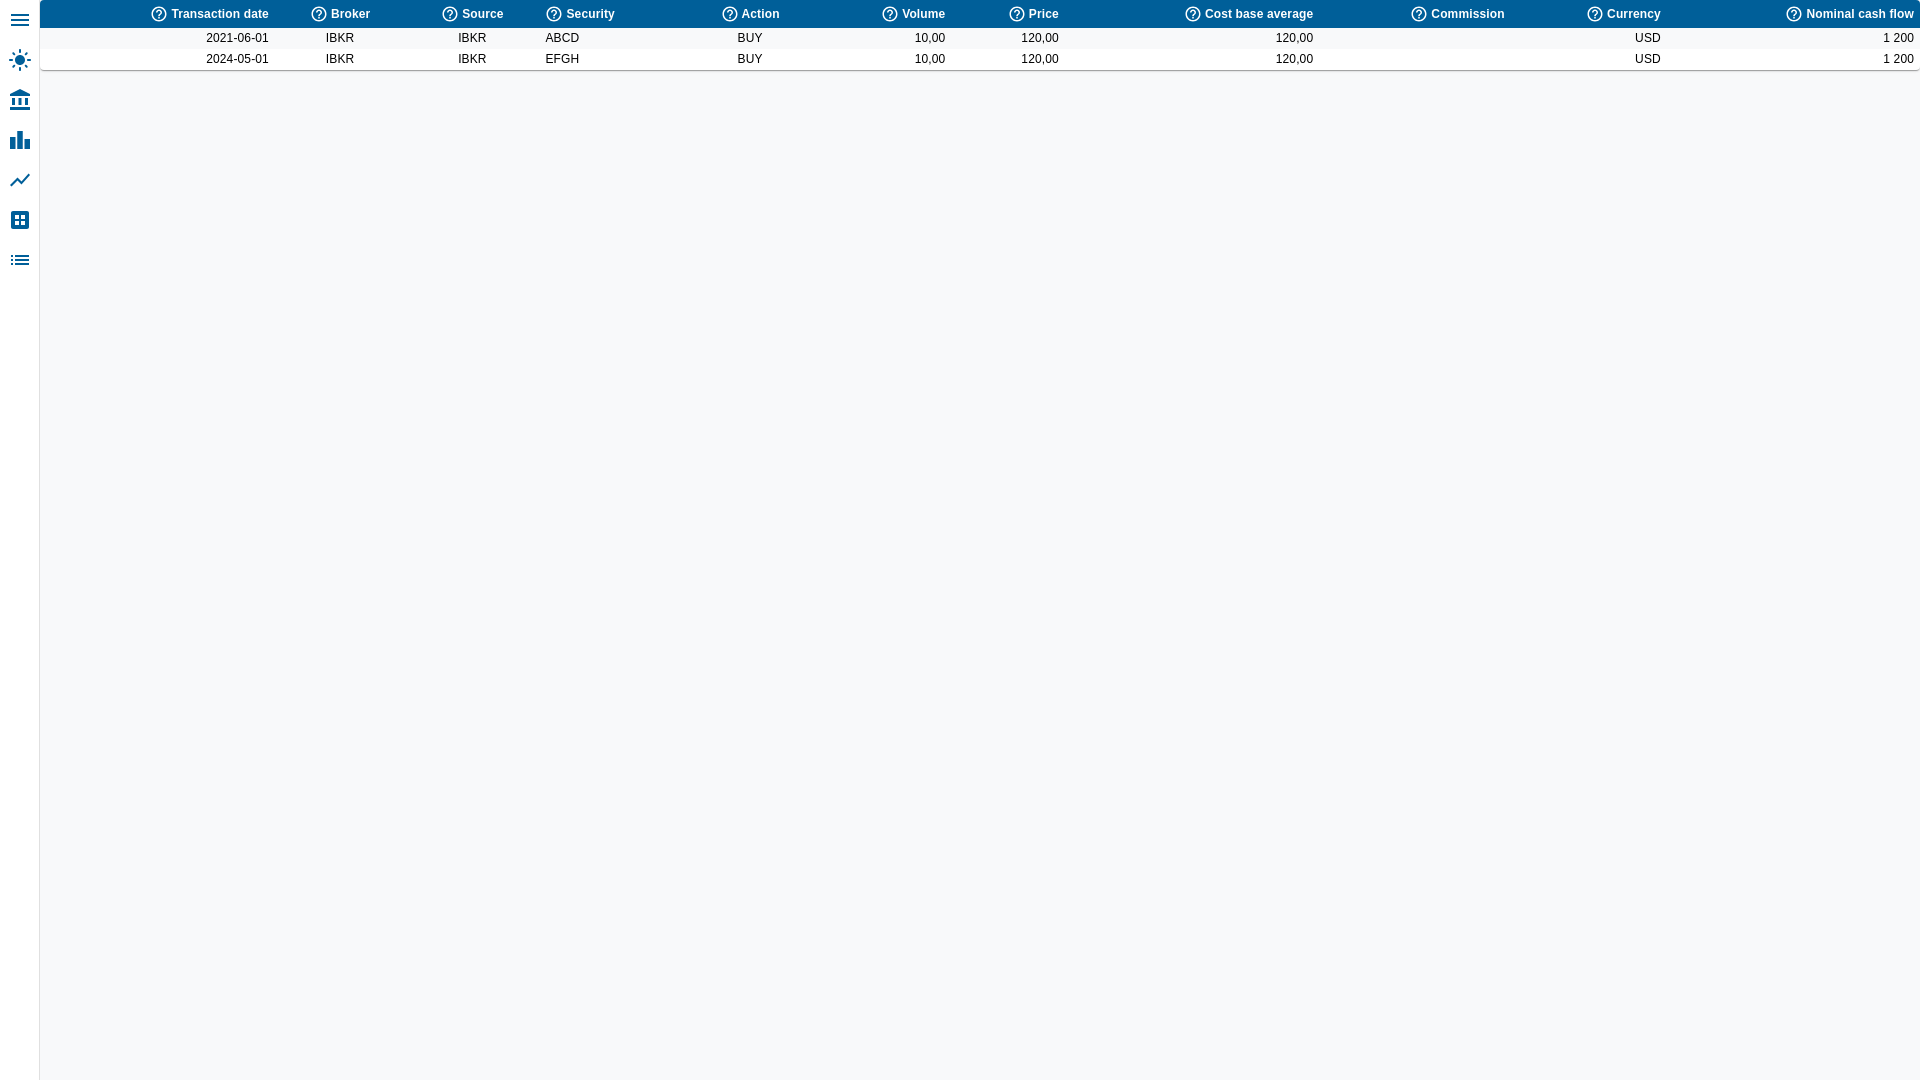 Transaction date Broker Source Security Action Volume Price Cost base average Commission Currency Nominal cash flow
2021-06-01 IBKR IBKR ABCD BUY 10,00 120,00 120,00 USD 1 200
2024-05-01 IBKR IBKR EFGH BUY 10,00 120,00 120,00 USD 1 200